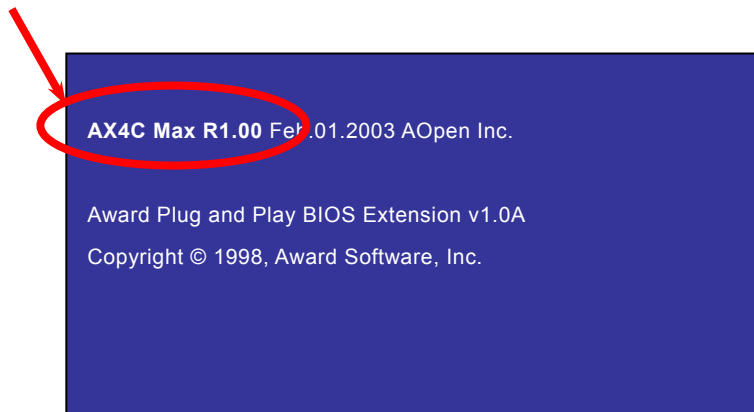 AX4C Max R1.00 Feb.01.2003 AOpen Inc.
Award Plug and Play BIOS Extension v1.0A
Copyright © 1998, Award Software, Inc.